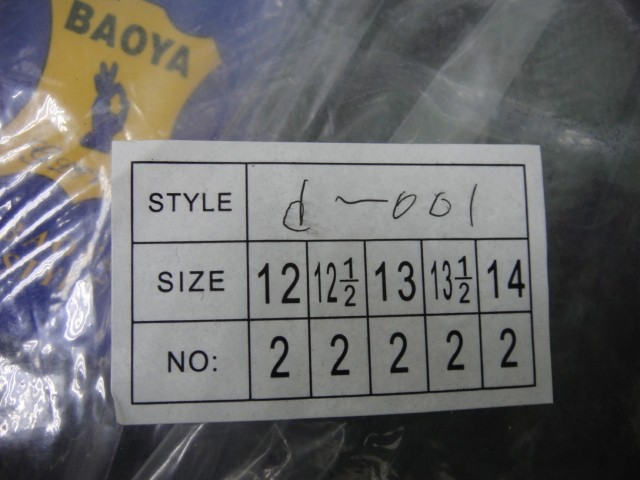 BAOYA
STYLE d-001
SIZE 12 12½ 13 13½ 14
NO: 2 2 2 2 2